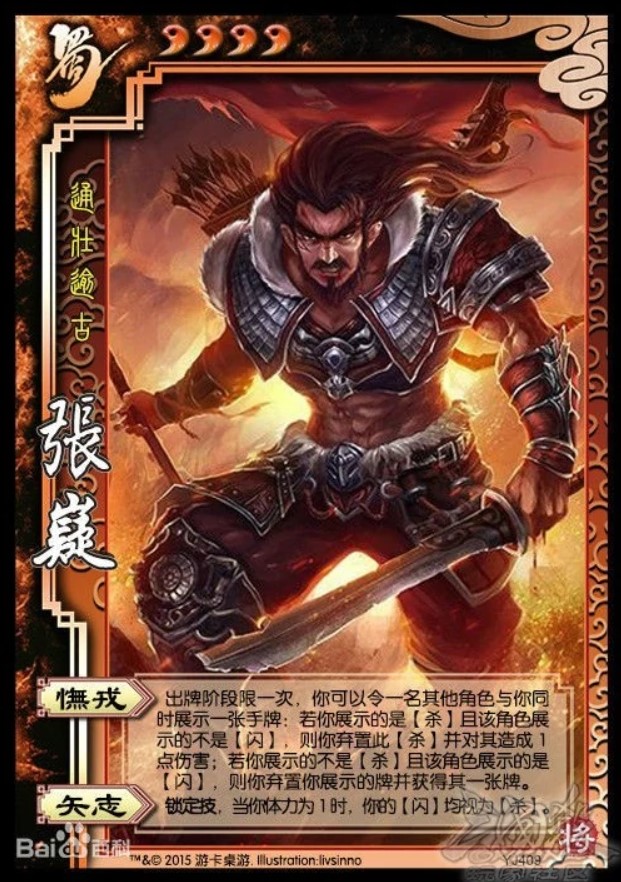 蜀
通壯逾古
張嶷
憮戎
出牌阶段限一次，你可以令一名其他角色与你同
时展示一张手牌：若你展示的是【杀】且该角色展
示的不是【闪】，则你弃置此【杀】并对其造成 1
点伤害；若你展示的不是【杀】且该角色展示的是
【闪】，则你弃置你展示的牌并获得其一张牌。
矢志
锁定技，当你体力为 1 时，你的【闪】均视为【杀】
将
Bai 百科
™&© 2015 游卡桌游. Illustration:livsinno
YJ409